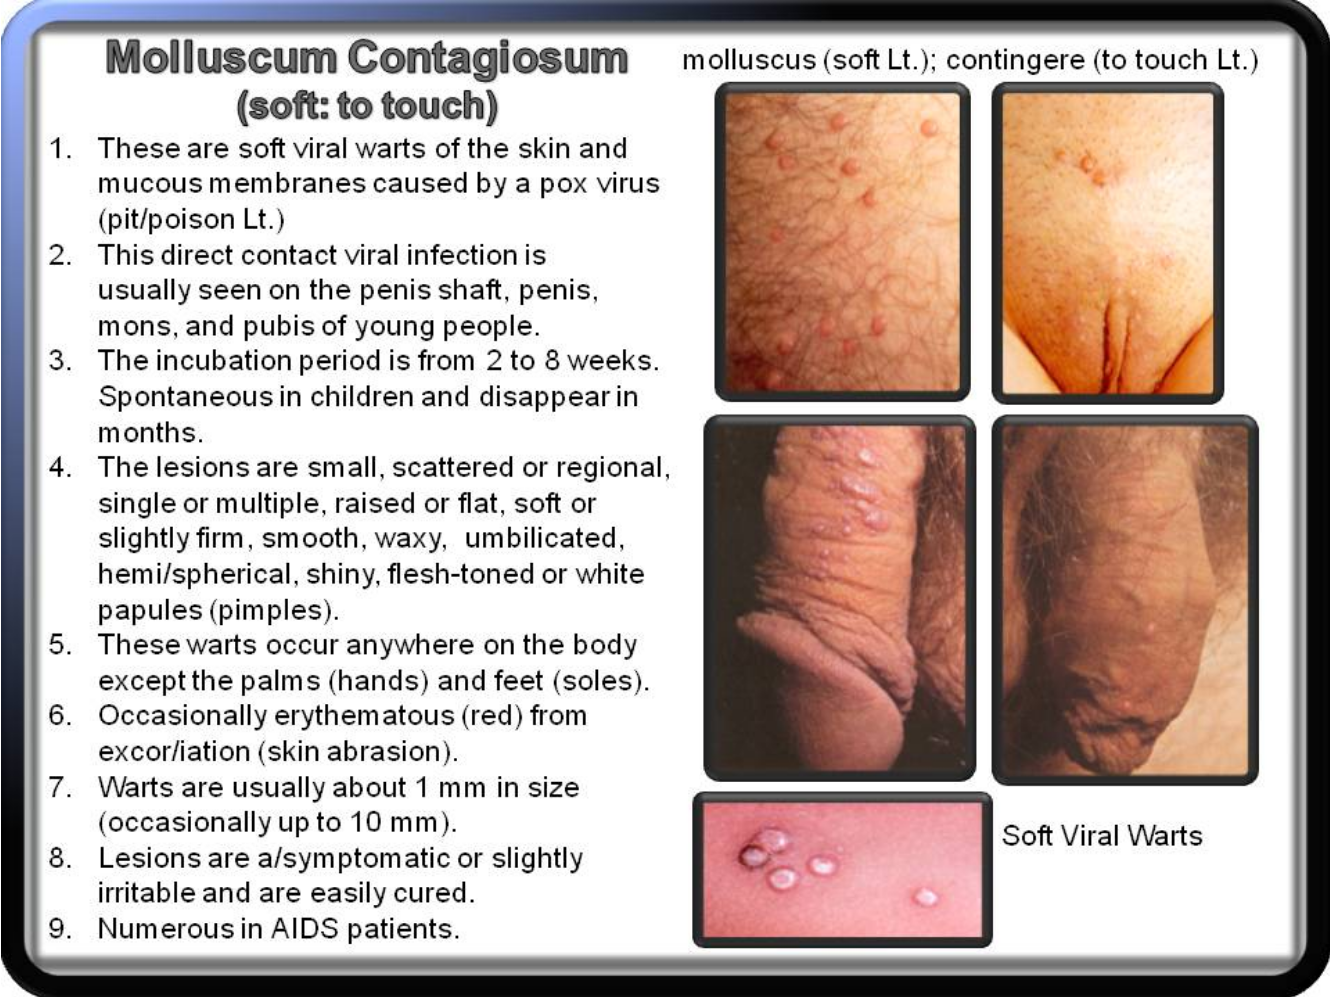 Molluscum Contagiosum
(soft: to touch)
molluscus (soft Lt.); contingere (to touch Lt.)
1. These are soft viral warts of the skin and
mucous membranes caused by a pox virus
(pit/poison Lt.)
2. This direct contact viral infection is
usually seen on the penis shaft, penis,
mons, and pubis of young people.
3. The incubation period is from 2 to 8 weeks.
Spontaneous in children and disappear in
months.
4. The lesions are small, scattered or regional,
single or multiple, raised or flat, soft or
slightly firm, smooth, waxy, umbilicated,
hemi/spherical, shiny, flesh-toned or white
papules (pimples).
5. These warts occur anywhere on the body
except the palms (hands) and feet (soles).
6. Occasionally erythematous (red) from
excor/iation (skin abrasion).
7. Warts are usually about 1 mm in size
(occasionally up to 10 mm).
8. Lesions are a/symptomatic or slightly
irritable and are easily cured.
9. Numerous in AIDS patients.
Soft Viral Warts